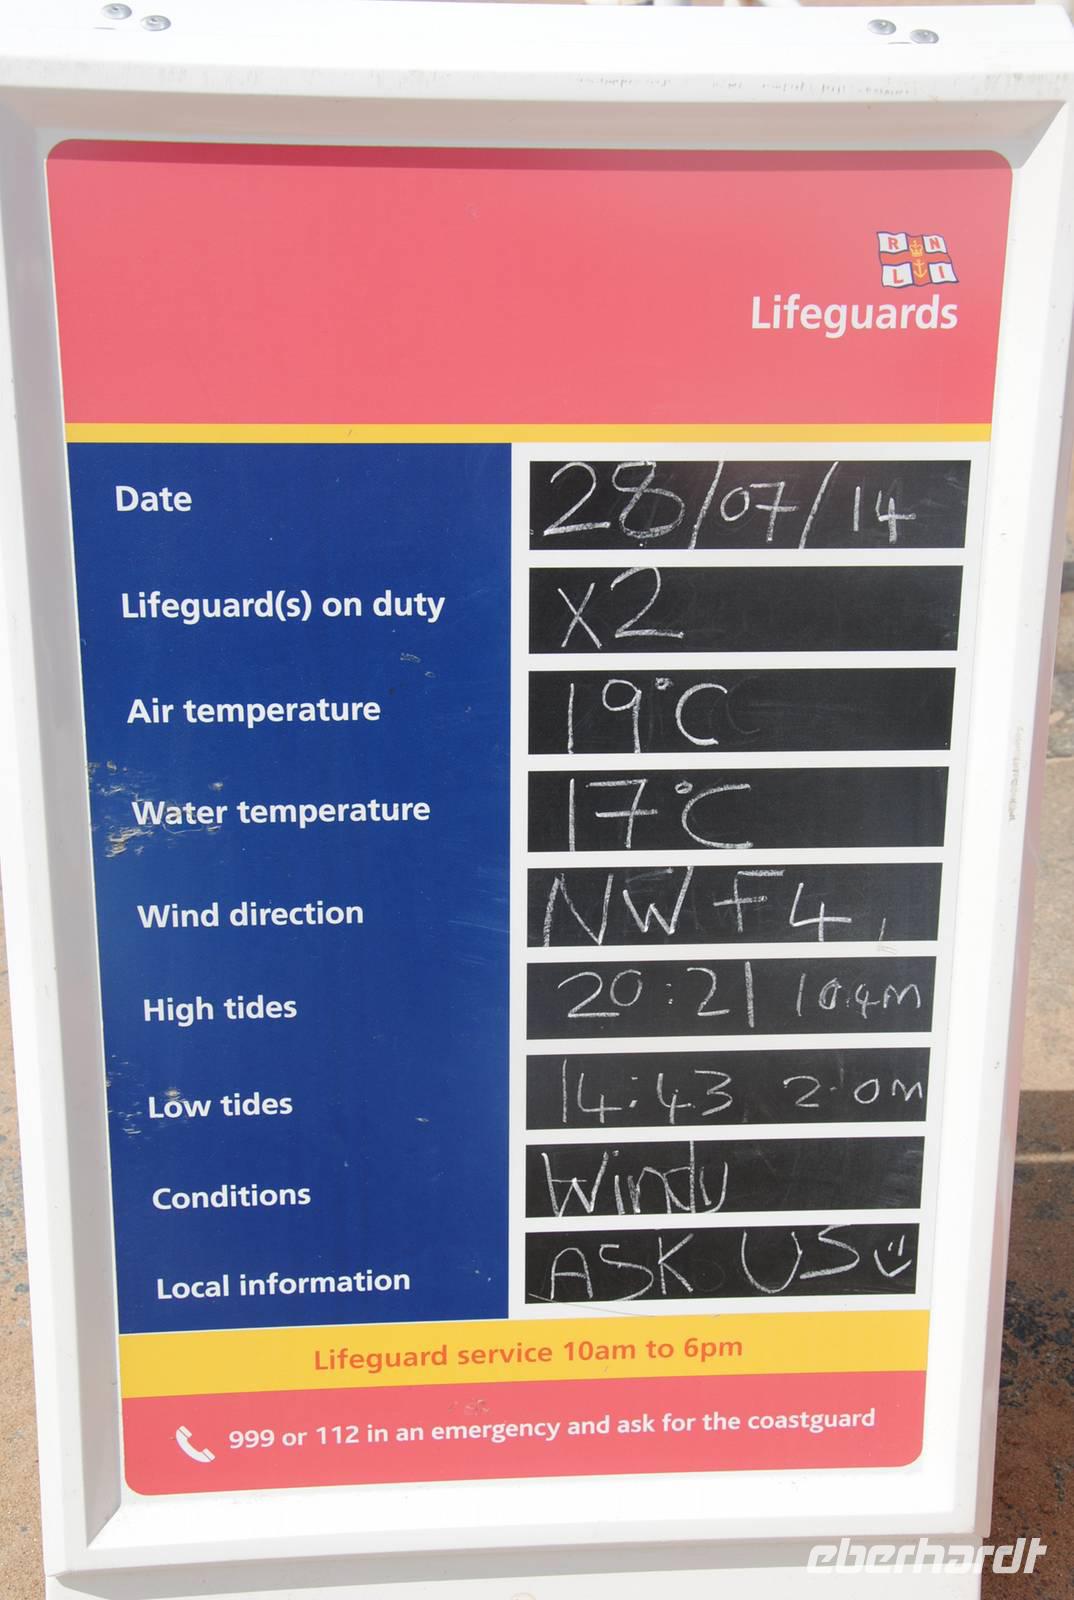 RNLI
Lifeguards
Date 28/07/14
Lifeguard(s) on duty x2
Air temperature 19°C
Water temperature 17°C
Wind direction NW F4
High tides 20:21
Low tides 14:43 2.0m
Conditions Windy
Local information ASK US
Lifeguard service 10am to 6pm
999 or 112 in an emergency and ask for the coastguard
eberhardt